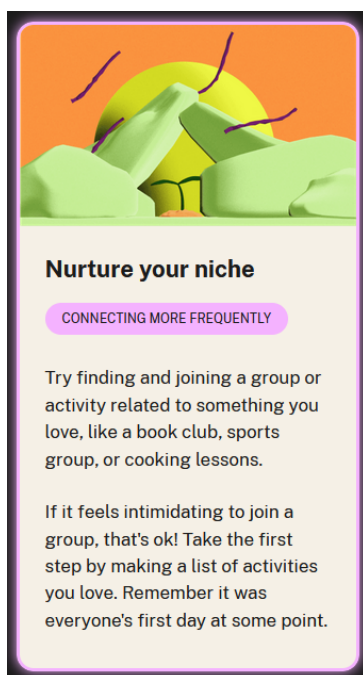 Nurture your niche
CONNECTING MORE FREQUENTLY
Try finding and joining a group or
activity related to something you
love, like a book club, sports
group, or cooking lessons.
If it feels intimidating to join a
group, that's ok! Take the first
step by making a list of activities
you love. Remember it was
everyone's first day at some point.